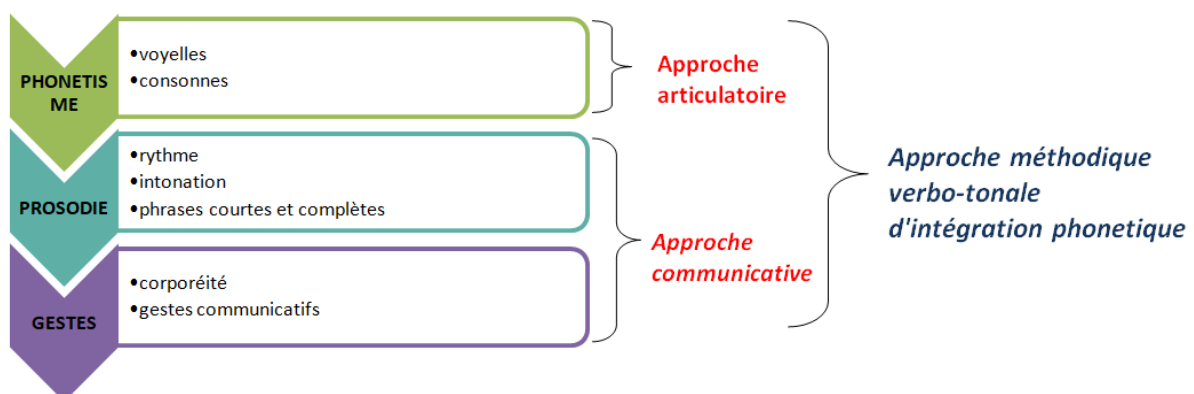 PHONETIS
ME
•voyelles
•consonnes
Approche
articulatoire
PROSODIE
•rythme
•intonation
•phrases courtes et complètes
GESTES
•corporéité
•gestes communicatifs
Approche
communicative
Approche méthodique
verbo-tonale
d'intégration phonetique